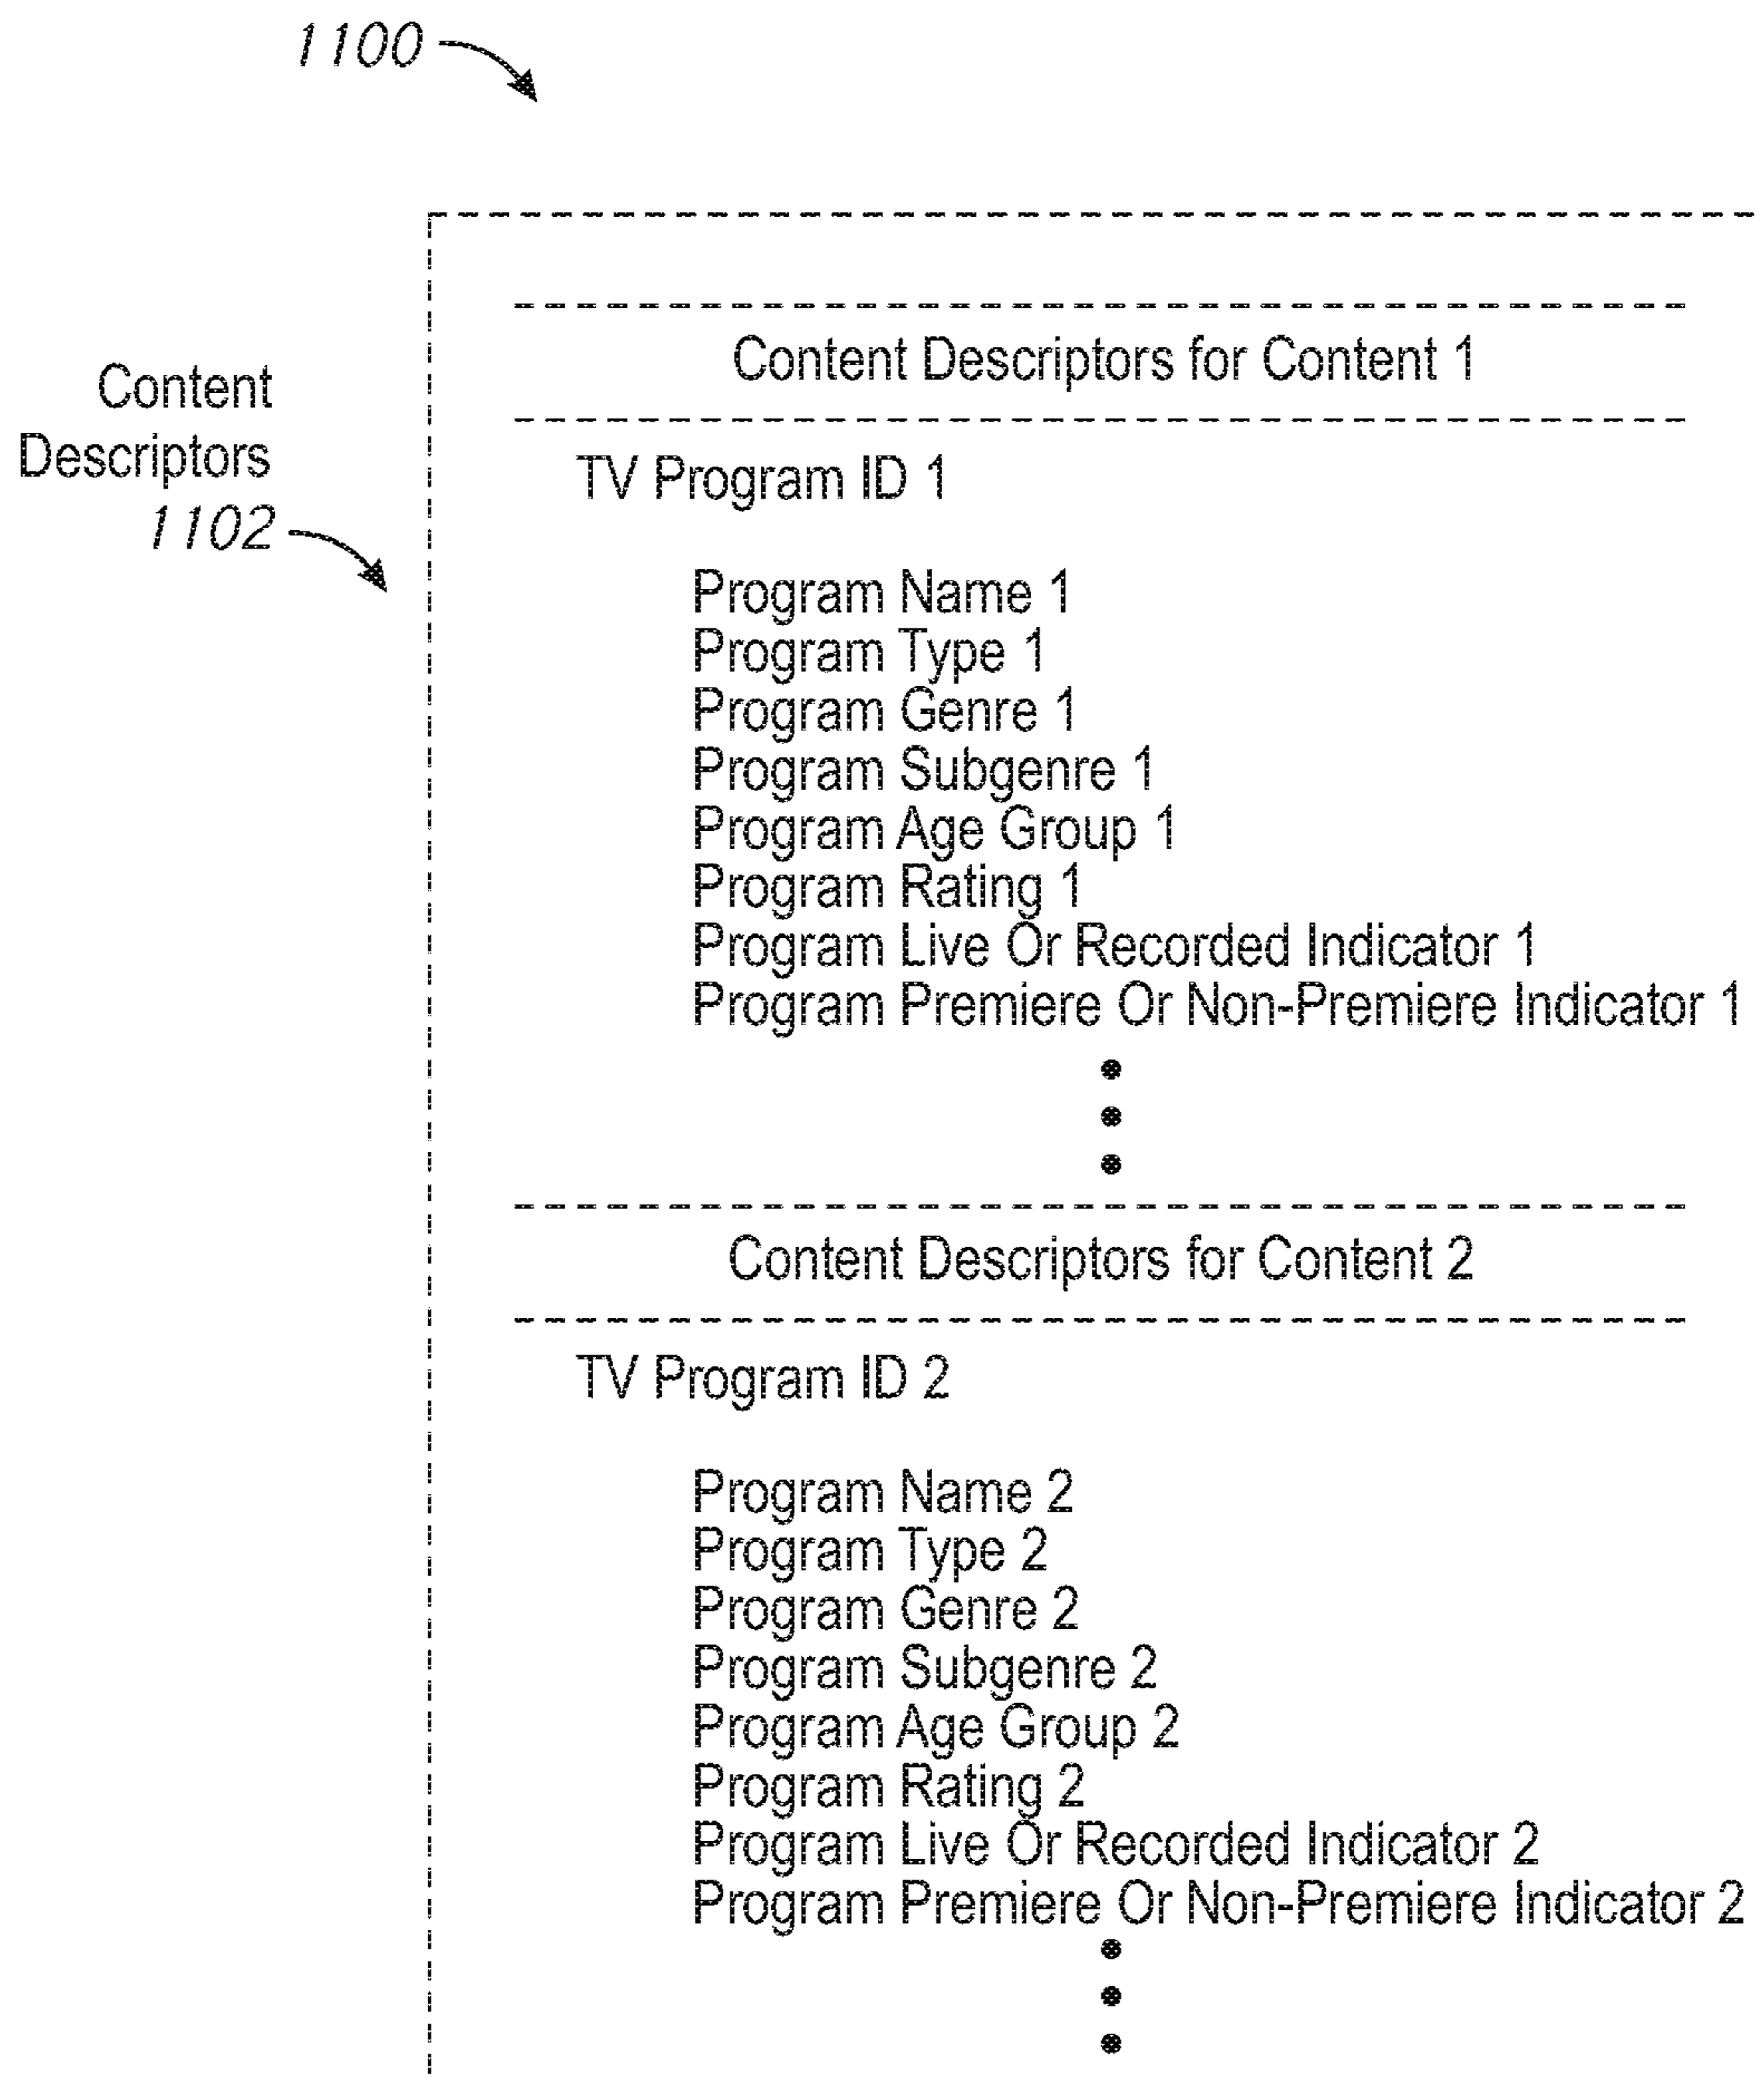 1100
Content Descriptors for Content 1
Content
Descriptors
1102
TV Program ID 1
Program Name 1
Program Type 1
Program Genre 1
Program Subgenre 1
Program Age Group 1
Program Rating 1
Program Live Or Recorded Indicator 1
Program Premiere Or Non-Premiere Indicator 1
Content Descriptors for Content 2
TV Program ID 2
Program Name 2
Program Type 2
Program Genre 2
Program Subgenre 2
Program Age Group 2
Program Rating 2
Program Live Or Recorded Indicator 2
Program Premiere Or Non-Premiere Indicator 2